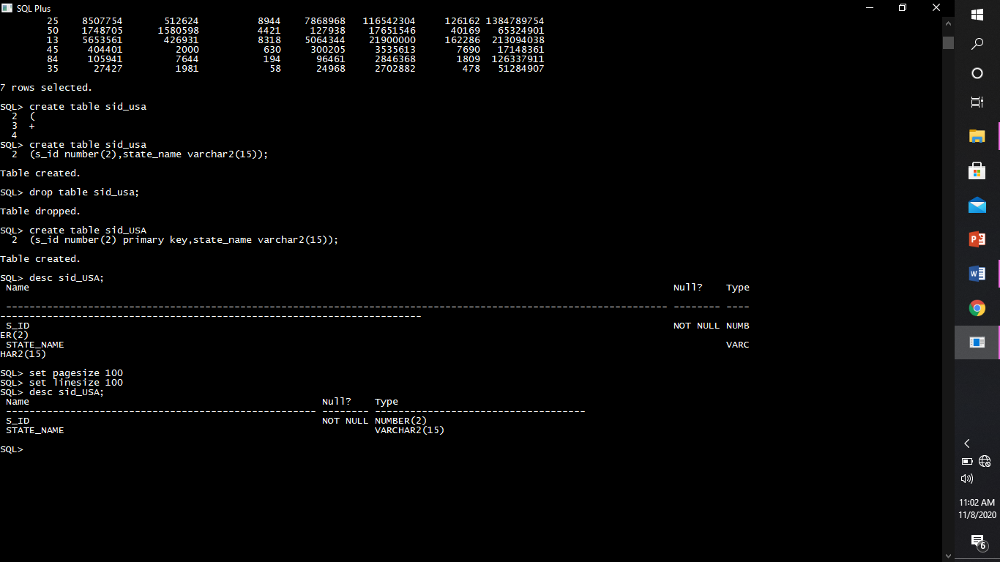 SQL Plus
25 8507754 512624 8944 7868968 116542304 126162 1384789754
50 1748705 1580598 4421 127938 17651546 40169 65324901
13 5653561 426931 8318 5064344 21900000 162286 213094038
45 404401 2000 630 300205 3535613 7690 17148361
84 105941 7644 194 96461 2846368 1809 126337911
35 27427 1981 58 24968 2702882 478 51284907
7 rows selected.
SQL> create table sid_usa
2 (
3 +
4
SQL> create table sid_usa
2 (s_id number(2),state_name varchar2(15));
Table created.
SQL> drop table sid_usa;
Table dropped.
SQL> create table sid_USA
2 (s_id number(2) primary key,state_name varchar2(15));
Table created.
SQL> desc sid_USA;
Name Null? Type
----------------------------------------------------------------------------------------------------------------- -------- ----
------------------------------------------------------------------------
S_ID NOT NULL NUMB
ER(2)
STATE_NAME VARC
HAR2(15)
SQL> set pagesize 100
SQL> set linesize 100
SQL> desc sid_USA;
Name Null? Type
----------------------------------------------------- -------- ------------------------------------
S_ID NOT NULL NUMBER(2)
STATE_NAME VARCHAR2(15)
SQL>
11:02 AM
11/8/2020
6